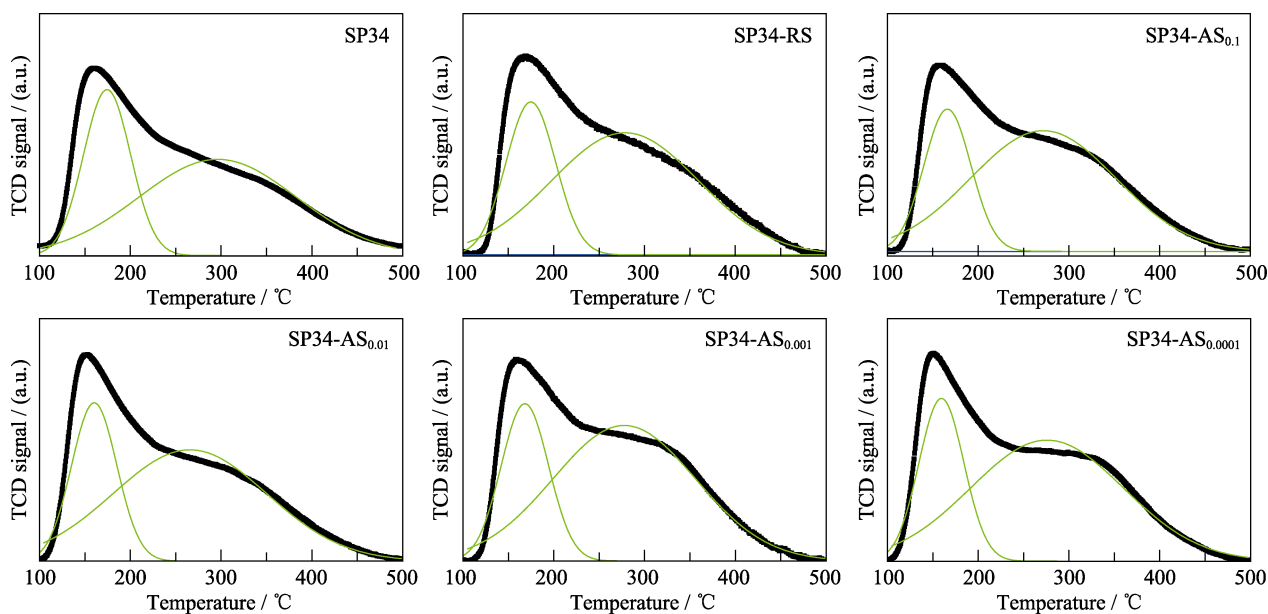 SP34
TCD signal / (a.u.)
100 200 300 400 500
Temperature / ℃
SP34-RS
TCD signal / (a.u.)
100 200 300 400 500
Temperature / ℃
SP34-AS0.1
TCD signal / (a.u.)
100 200 300 400 500
Temperature / ℃
SP34-AS0.01
TCD signal / (a.u.)
100 200 300 400 500
Temperature / ℃
SP34-AS0.001
TCD signal / (a.u.)
100 200 300 400 500
Temperature / ℃
SP34-AS0.0001
TCD signal / (a.u.)
100 200 300 400 500
Temperature / ℃